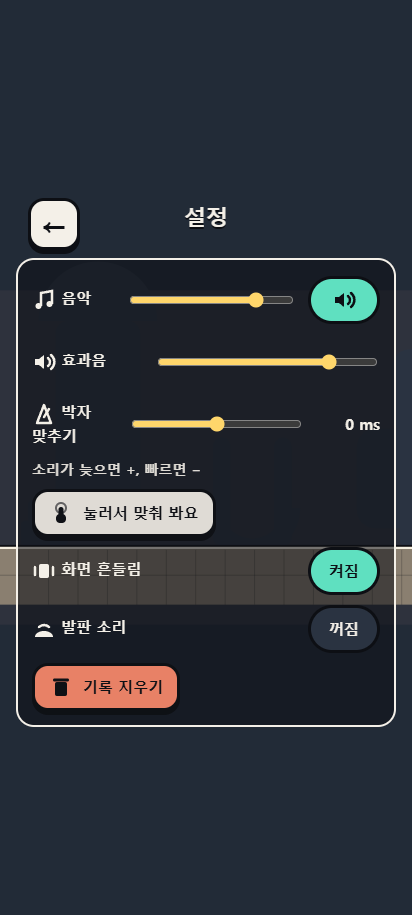 설정
음악
효과음
박자
맞추기
0 ms
소리가 늦으면 +, 빠르면 −
눌러서 맞춰 봐요
화면 흔들림
켜짐
발판 소리
꺼짐
기록 지우기